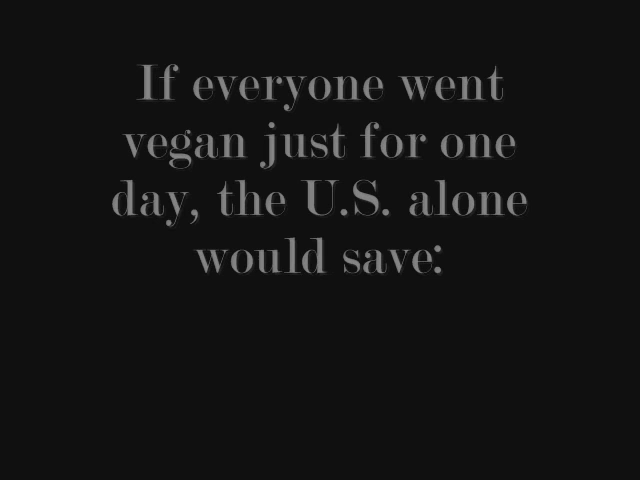 If everyone went
vegan just for one
day, the U.S. alone
would save: